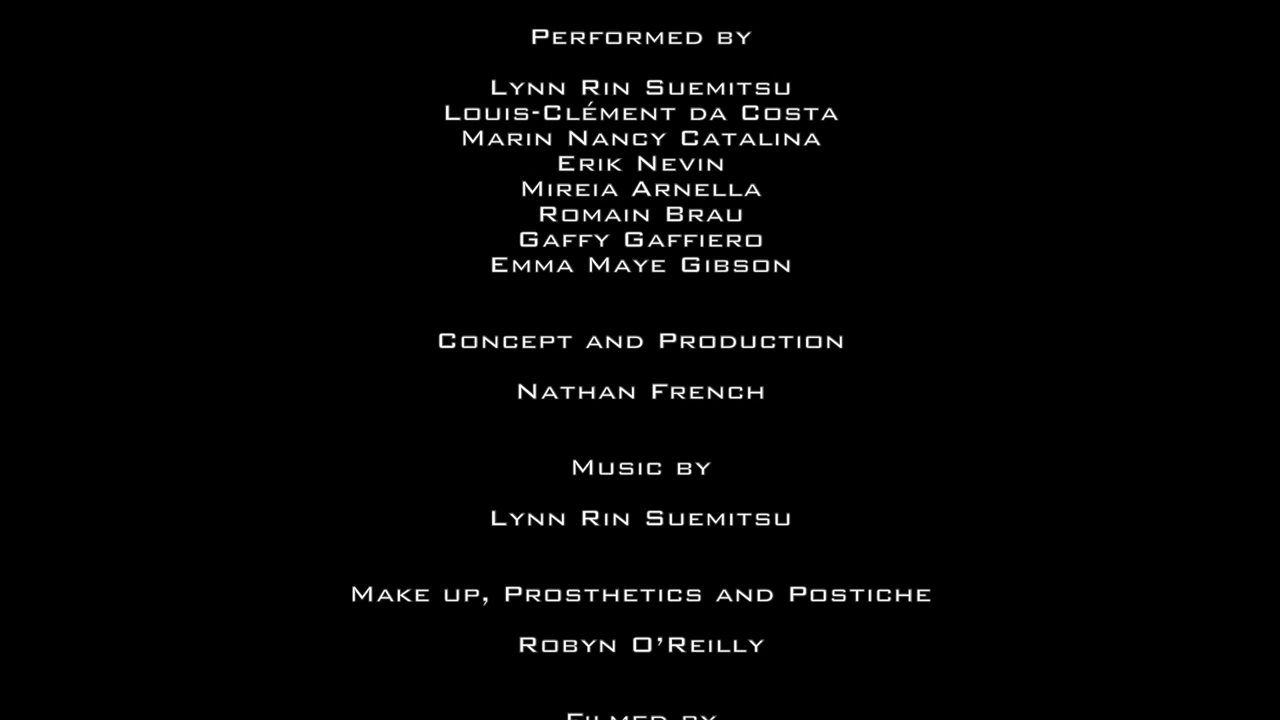 Performed by
Lynn Rin Suemitsu
Louis-Clément da Costa
Marin Nancy Catalina
Erik Nevin
Mireia Arnella
Romain Brau
Gaffy Gaffiero
Emma Maye Gibson
Concept and Production
Nathan French
Music by
Lynn Rin Suemitsu
Make up, Prosthetics and Postiche
Robyn O’Reilly
Filmed by